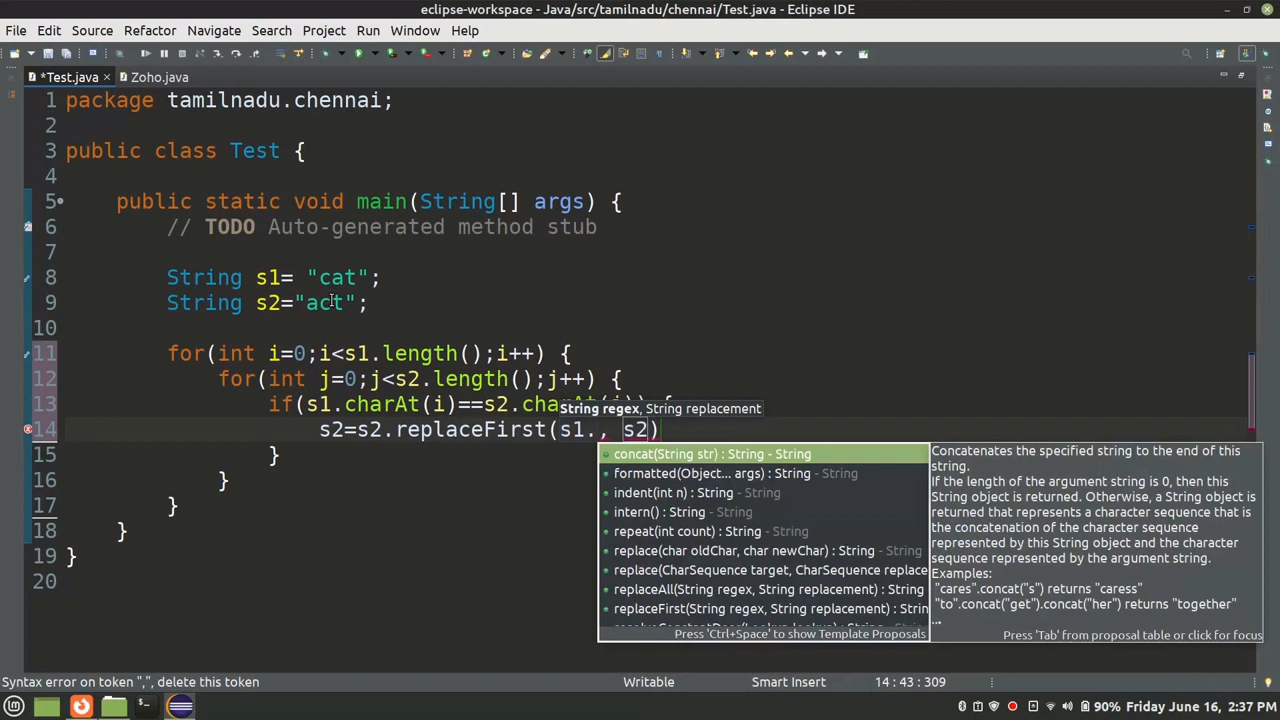 eclipse-workspace - Java/src/tamilnadu/chennai/Test.java - Eclipse IDE
File Edit Source Refactor Navigate Search Project Run Window Help
*Test.java Zoho.java
1 package tamilnadu.chennai;
2
3 public class Test {
4
5 public static void main(String[] args) {
6 // TODO Auto-generated method stub
7
8 String s1= "cat";
9 String s2="act";
10
11 for(int i=0;i<s1.length();i++) {
12 for(int j=0;j<s2.length();j++) {
13 if(s1.charAt(i)==s2.
String regex, String replacement
14 s2=s2.replaceFirst(s1., s2)
15 }
16 }
17 }
18 }
19 }
20
concat(String str) : String - String
formatted(Object... args) : String - String
indent(int n) : String - String
intern() : String - String
repeat(int count) : String - String
replace(char oldChar, char newChar) : String - String
replace(CharSequence target, CharSequence replace
replaceAll(String regex, String replacement) : String - String
replaceFirst(String regex, String replacement) : String - Strin
Press 'Ctrl+Space' to show Template Proposals
Concatenates the specified string to the end of this
string.
If the length of the argument string is 0, then this
String object is returned. Otherwise, a String object is
returned that represents a character sequence that is
the concatenation of the character sequence
represented by this String object and the character
sequence represented by the argument string.
Examples:
"cares".concat("s") returns "caress"
"to".concat("get").concat("her") returns "together"
...
Press 'Tab' from proposal table or click for focus
Syntax error on token ",", delete this token Writable Smart Insert 14 : 43 : 309
90% Friday June 16, 2:37 PM